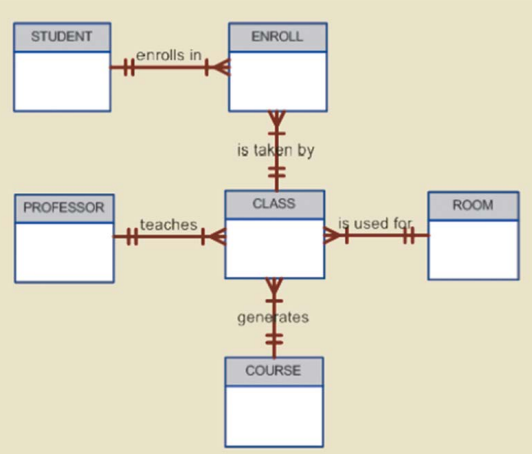 STUDENT
enrolls in
ENROLL
is taken by
PROFESSOR
teaches
CLASS
is used for
ROOM
generates
COURSE